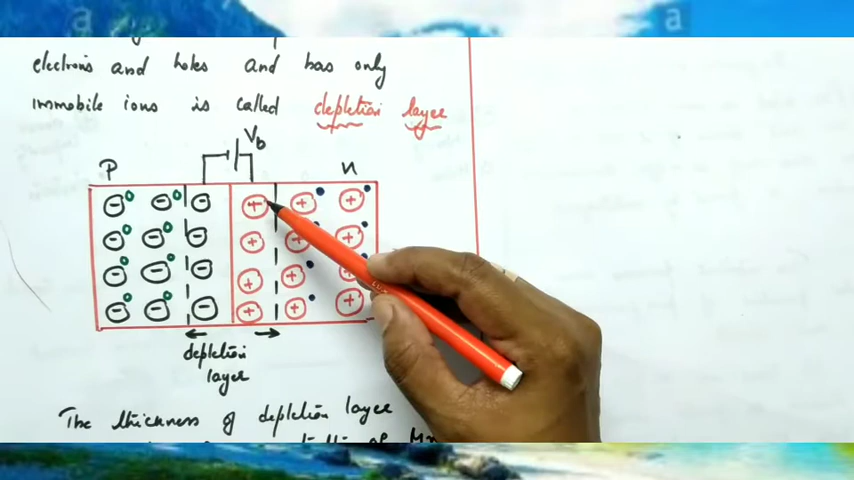 electrons and holes and has only
immobile ions is called depletion layer
Vb
P n
depletion
layer
The thickness of depletion layer